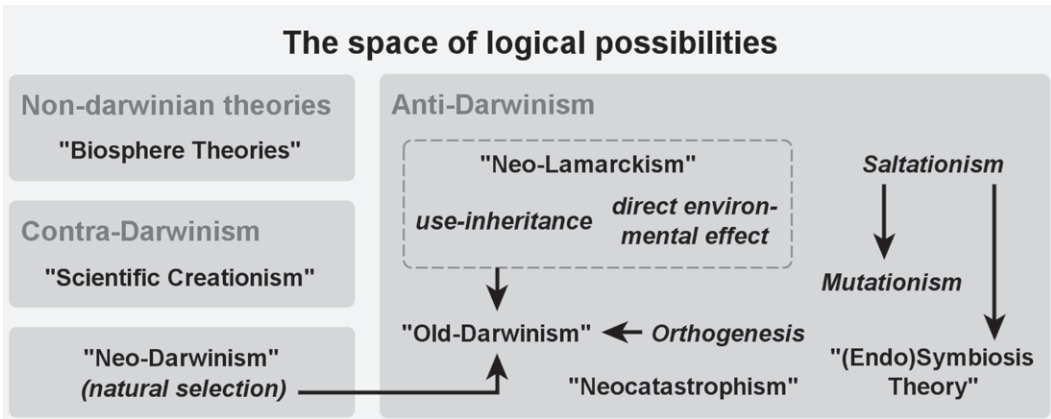 The space of logical possibilities
Non-darwinian theories
"Biosphere Theories"
Contra-Darwinism
"Scientific Creationism"
"Neo-Darwinism"
(natural selection)
Anti-Darwinism
"Neo-Lamarckism"
use-inheritance
direct environ-
mental effect
"Old-Darwinism"
Orthogenesis
"Neocatastrophism"
Saltationism
Mutationism
"(Endo)Symbiosis
Theory"